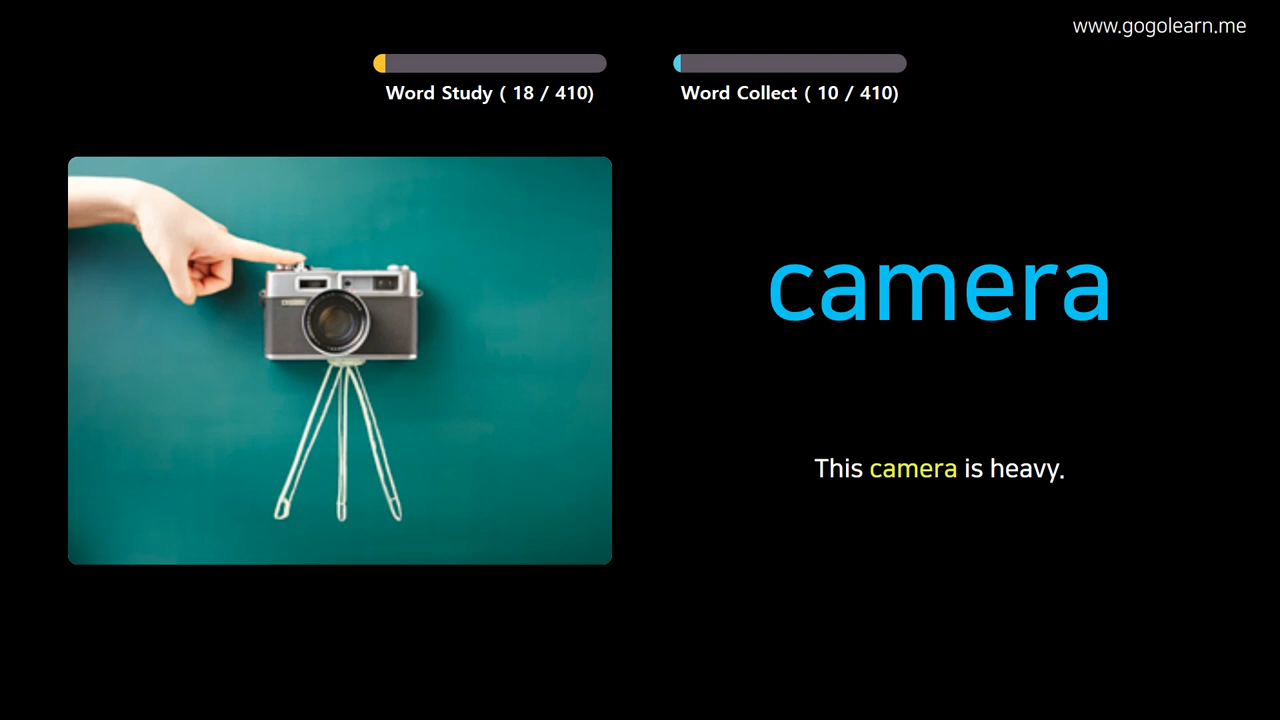 www.gogolearn.me
Word Study ( 18 / 410)
Word Collect ( 10 / 410)
camera
This camera is heavy.